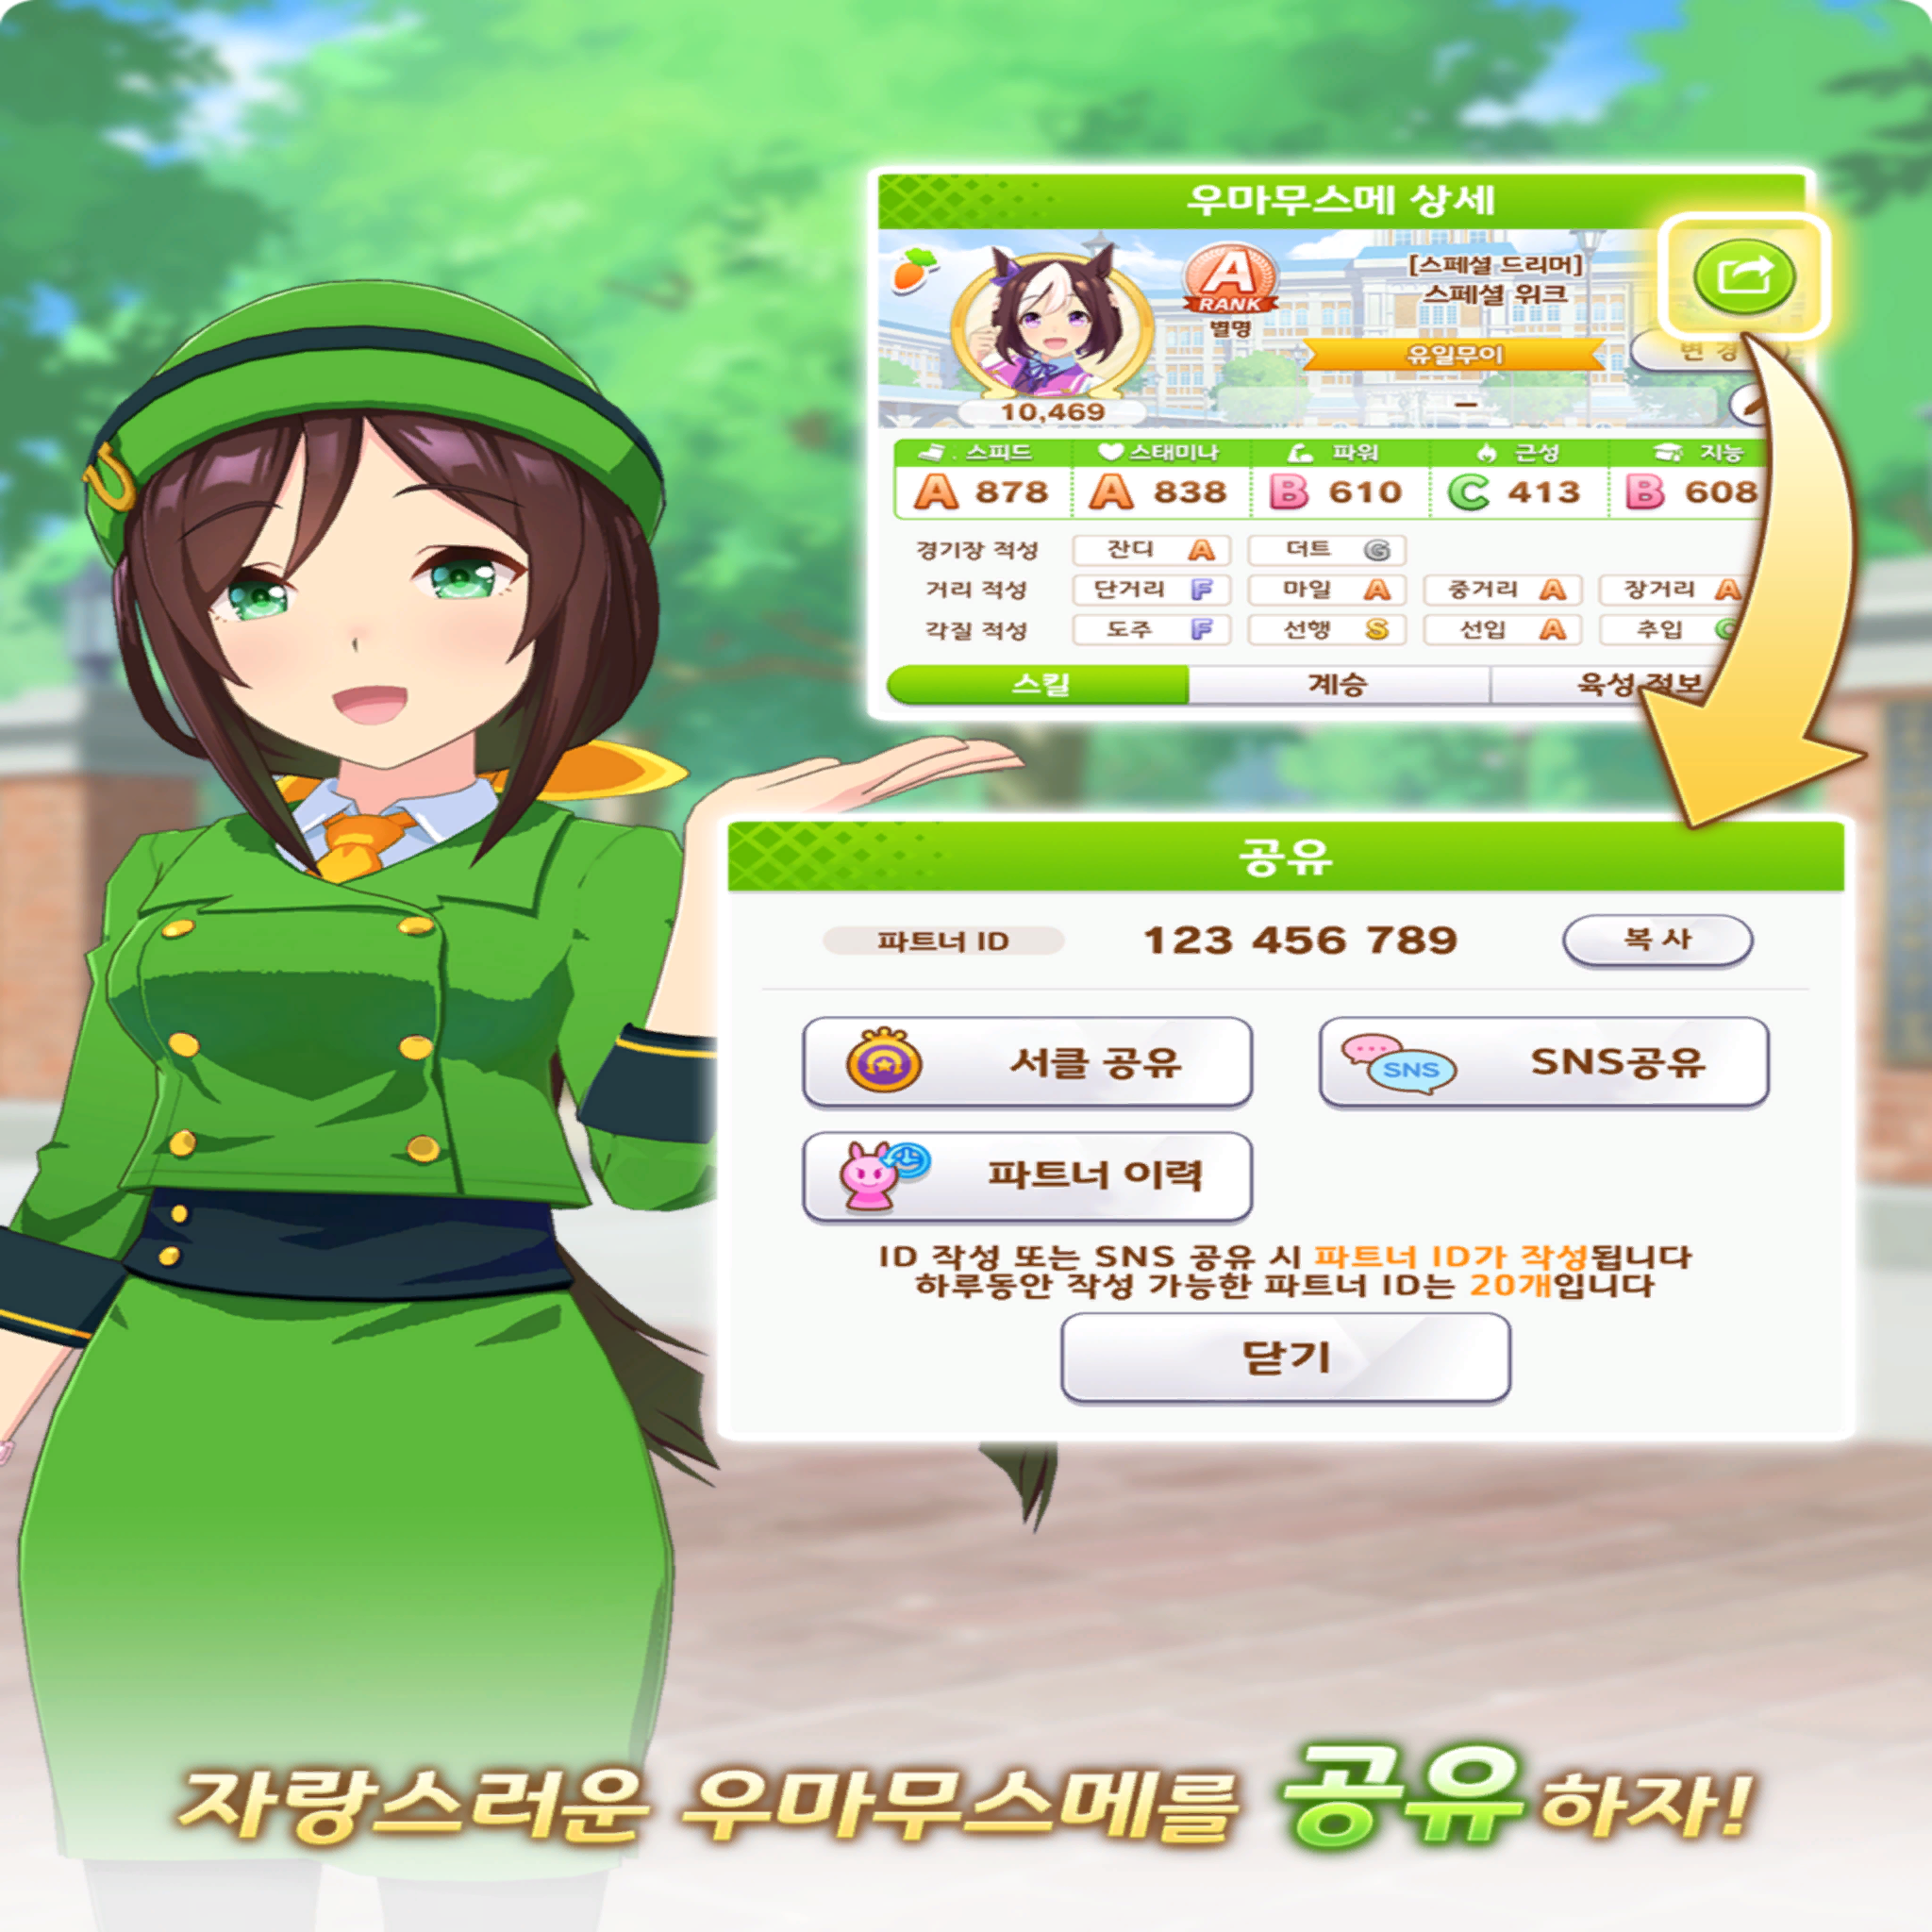 우마무스메 상세
A
RANK
별명
[스페셜 드리머]
스페셜 위크
유일무이
변 경
10,469
스피드 스태미나 파워 근성 지능
A 878 A 838 B 610 C 413 B 608
경기장 적성 잔디 A 더트 G
거리 적성 단거리 F 마일 A 중거리 A 장거리 A
각질 적성 도주 F 선행 S 선입 A 추입
스킬 계승 육성 정보
공유
파트너 ID 123 456 789 복 사
서클 공유 SNS SNS공유
파트너 이력
ID 작성 또는 SNS 공유 시 파트너 ID가 작성됩니다
하루동안 작성 가능한 파트너 ID는 20개입니다
닫기
자랑스러운 우마무스메를 공유하자!